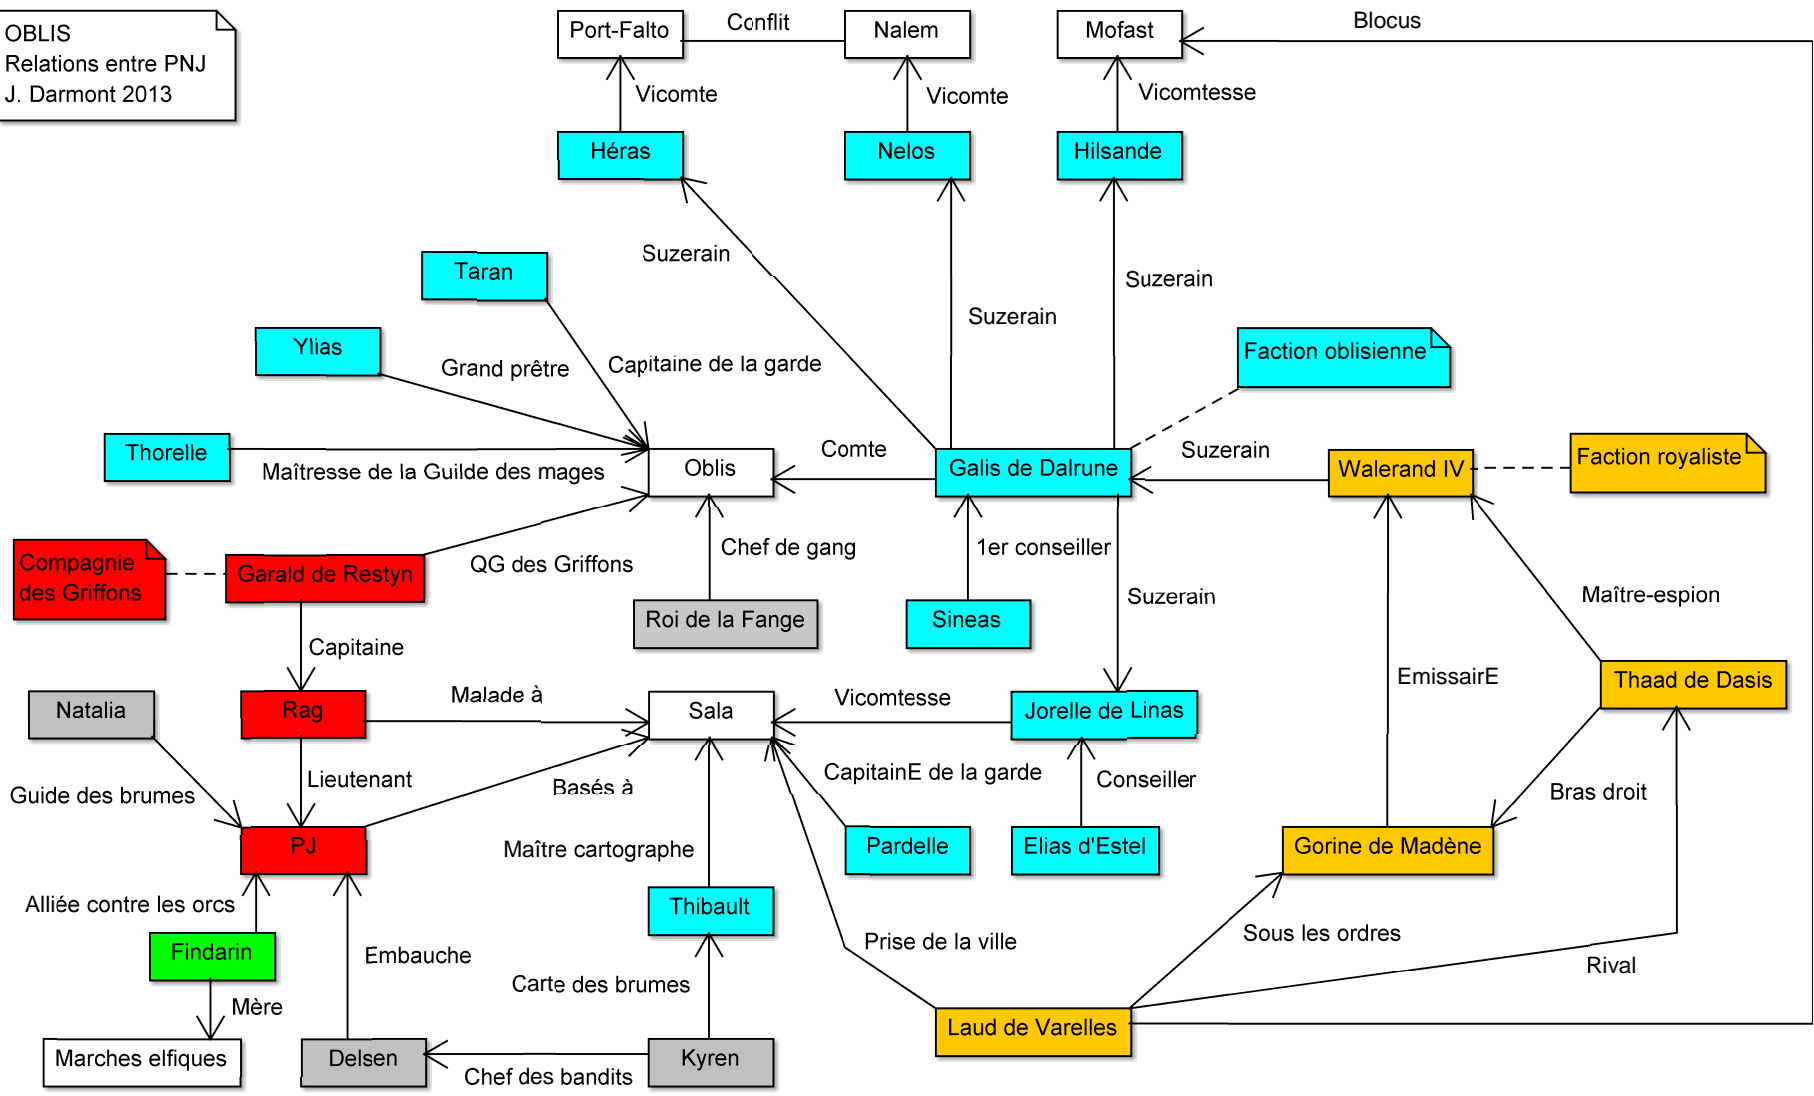 OBLIS
Relations entre PNJ
J. Darmont 2013
Port-Falto
Conflit
Nalem
Mofast
Blocus
Vicomte
Vicomte
Vicomtesse
Héras
Nelos
Hilsande
Suzerain
Suzerain
Suzerain
Taran
Ylias
Grand prêtre
Capitaine de la garde
Faction oblisienne
Thorelle
Maîtresse de la Guilde des mages
Oblis
Comte
Galis de Dalrune
Suzerain
Walerand IV
Faction royaliste
Compagnie
des Griffons
Garald de Restyn
QG des Griffons
Chef de gang
1er conseiller
Roi de la Fange
Sineas
Suzerain
Maître-espion
Capitaine
EmissairE
Thaad de Dasis
Natalia
Rag
Malade à
Sala
Vicomtesse
Jorelle de Linas
Guide des brumes
Lieutenant
Basés à
CapitainE de la garde
Conseiller
Bras droit
PJ
Maître cartographe
Pardelle
Elias d'Estel
Gorine de Madène
Alliée contre les orcs
Thibault
Findarin
Embauche
Prise de la ville
Sous les ordres
Rival
Mère
Carte des brumes
Laud de Varelles
Marches elfiques
Delsen
Chef des bandits
Kyren